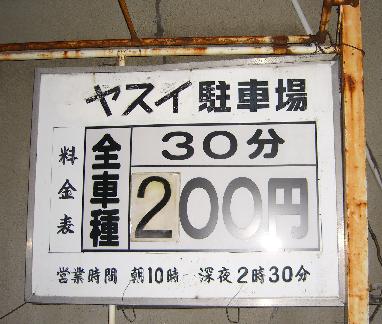 ヤスイ駐車場
料金表
全車種
30分
200円
営業時間 朝10時 - 深夜2時30分